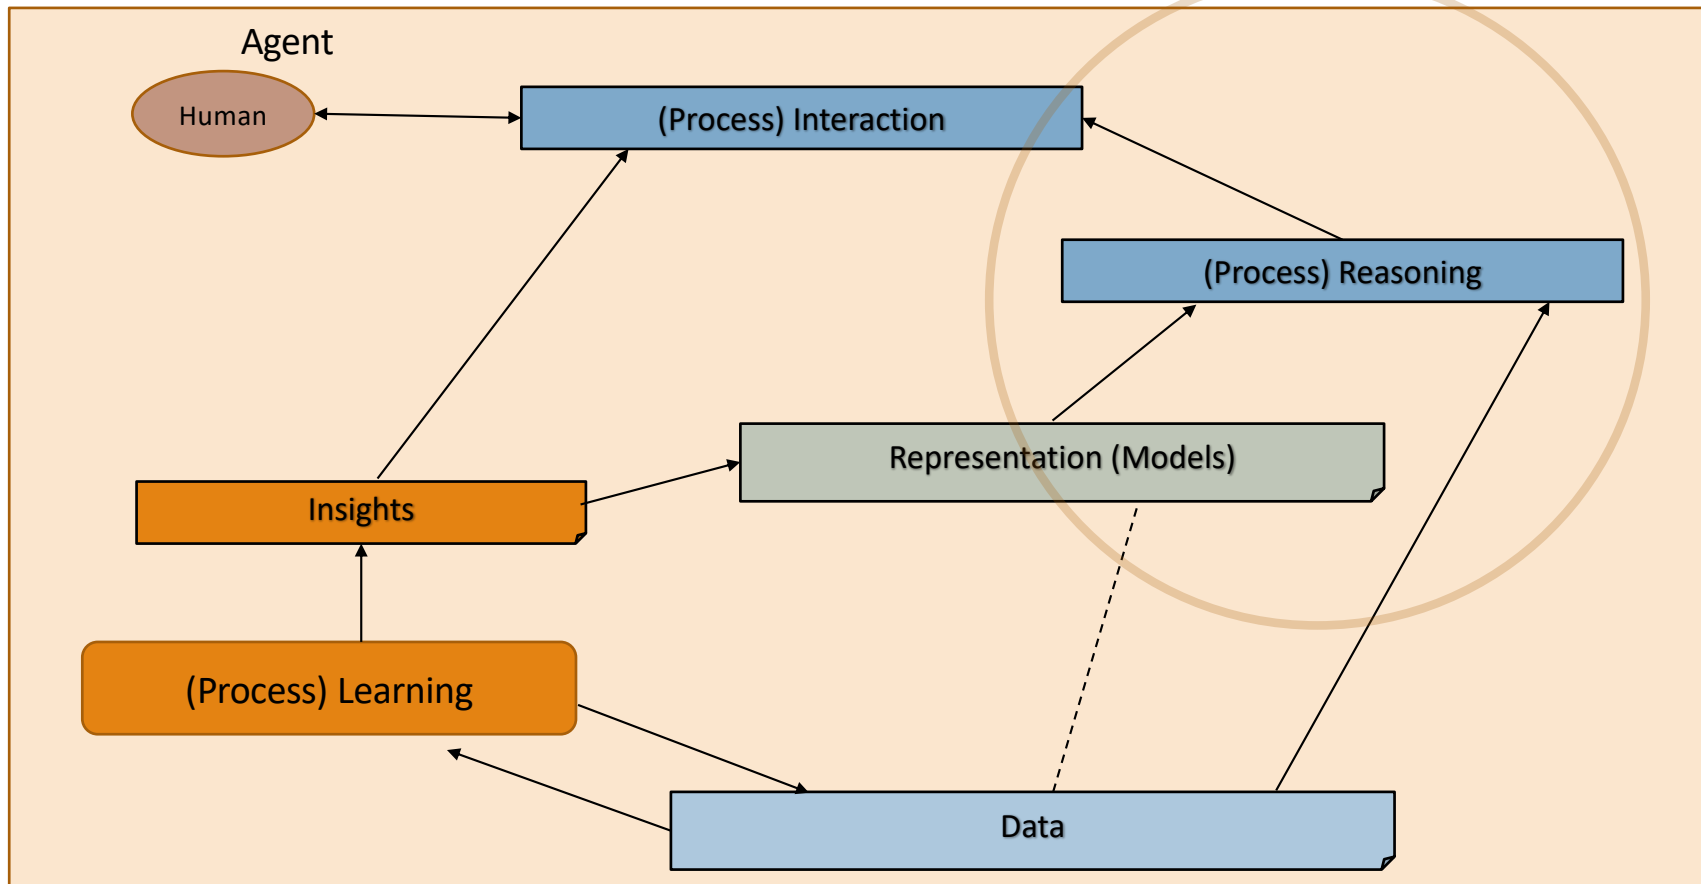 Agent
Human
(Process) Interaction
(Process) Reasoning
Representation (Models)
Insights
(Process) Learning
Data